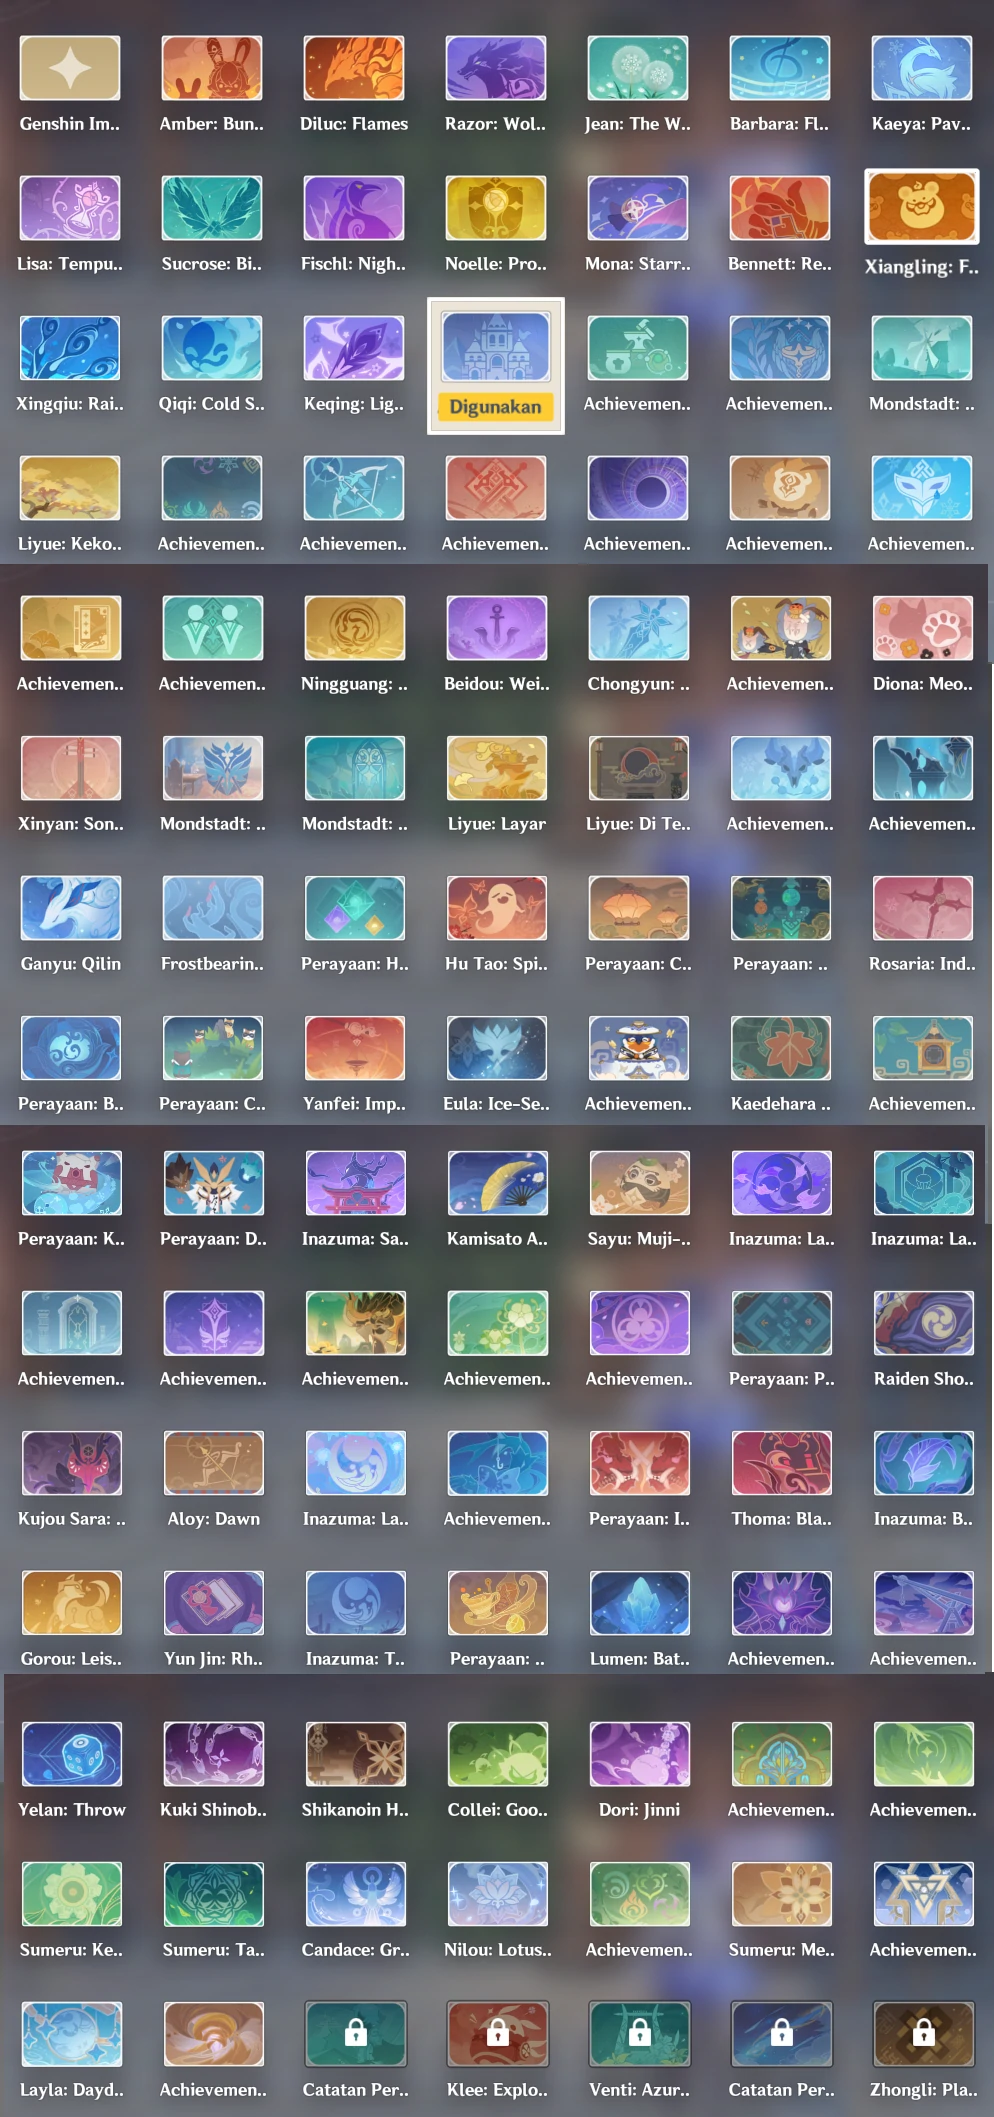 Genshin Im.. Amber: Bun.. Diluc: Flames Razor: Wol.. Jean: The W.. Barbara: Fl.. Kaeya: Pav..
Lisa: Tempu.. Sucrose: Bi.. Fischl: Nigh.. Noelle: Pro.. Mona: Starr.. Bennett: Re.. Xiangling: F..
Xingqiu: Rai.. Qiqi: Cold S.. Keqing: Lig.. Digunakan Achievemen.. Achievemen.. Mondstadt: ..
Liyue: Keko.. Achievemen.. Achievemen.. Achievemen.. Achievemen.. Achievemen.. Achievemen..
Achievemen.. Achievemen.. Ningguang: .. Beidou: Wei.. Chongyun: .. Achievemen.. Diona: Meo..
Xinyan: Son.. Mondstadt: .. Mondstadt: .. Liyue: Layar Liyue: Di Te.. Achievemen.. Achievemen..
Ganyu: Qilin Frostbearin.. Perayaan: H.. Hu Tao: Spi.. Perayaan: C.. Perayaan: .. Rosaria: Ind..
Perayaan: B.. Perayaan: C.. Yanfei: Imp.. Eula: Ice-Se.. Achievemen.. Kaedehara .. Achievemen..
Perayaan: K.. Perayaan: D.. Inazuma: Sa.. Kamisato A.. Sayu: Muji-.. Inazuma: La.. Inazuma: La..
Achievemen.. Achievemen.. Achievemen.. Achievemen.. Achievemen.. Perayaan: P.. Raiden Sho..
Kujou Sara: .. Aloy: Dawn Inazuma: La.. Achievemen.. Perayaan: I.. Thoma: Bla.. Inazuma: B..
Gorou: Leis.. Yun Jin: Rh.. Inazuma: T.. Perayaan: .. Lumen: Bat.. Achievemen.. Achievemen..
Yelan: Throw Kuki Shinob.. Shikanoin H.. Collei: Goo.. Dori: Jinni Achievemen.. Achievemen..
Sumeru: Ke.. Sumeru: Ta.. Candace: Gr.. Nilou: Lotus.. Achievemen.. Sumeru: Me.. Achievemen..
Layla: Dayd.. Achievemen.. Catatan Per.. Klee: Explo.. Venti: Azur.. Catatan Per.. Zhongli: Pla..